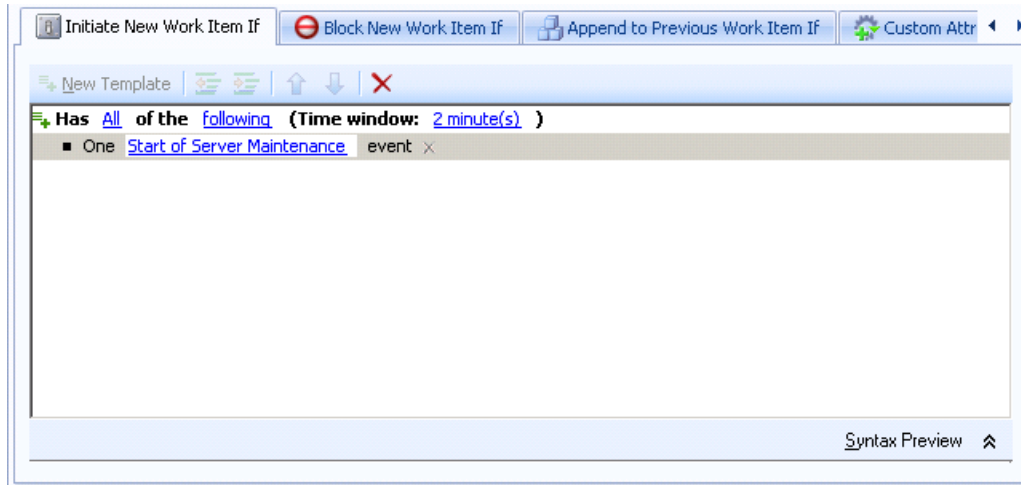 Initiate New Work Item If Block New Work Item If Append to Previous Work Item If Custom Attr
New Template
Has All of the following (Time window: 2 minute(s) )
One Start of Server Maintenance event
Syntax Preview